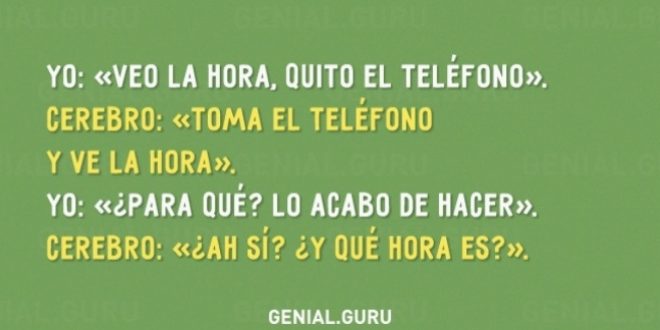 YO: «VEO LA HORA, QUITO EL TELÉFONO».
CEREBRO: «TOMA EL TELÉFONO
Y VE LA HORA».
YO: «¿PARA QUÉ? LO ACABO DE HACER».
CEREBRO: «¿AH SÍ? ¿Y QUÉ HORA ES?».
GENIAL.GURU